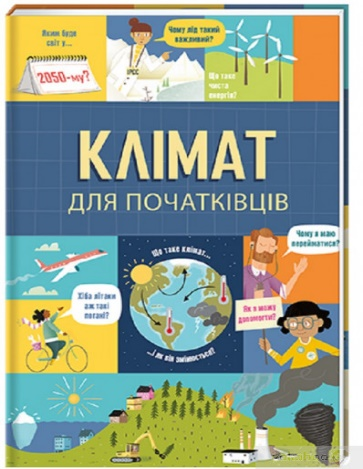 Яким буде
світ у...
2050-му?
Чому лід такий
важливий?
IPCC
Що таке
чиста
енергія?
КЛІМАТ
ДЛЯ ПОЧАТКІВЦІВ
Чому я маю
перейматися?
Що таке клімат...
Хіба літаки
аж такі
погані?
Як я можу
допомогти?
...і як він змінюється?